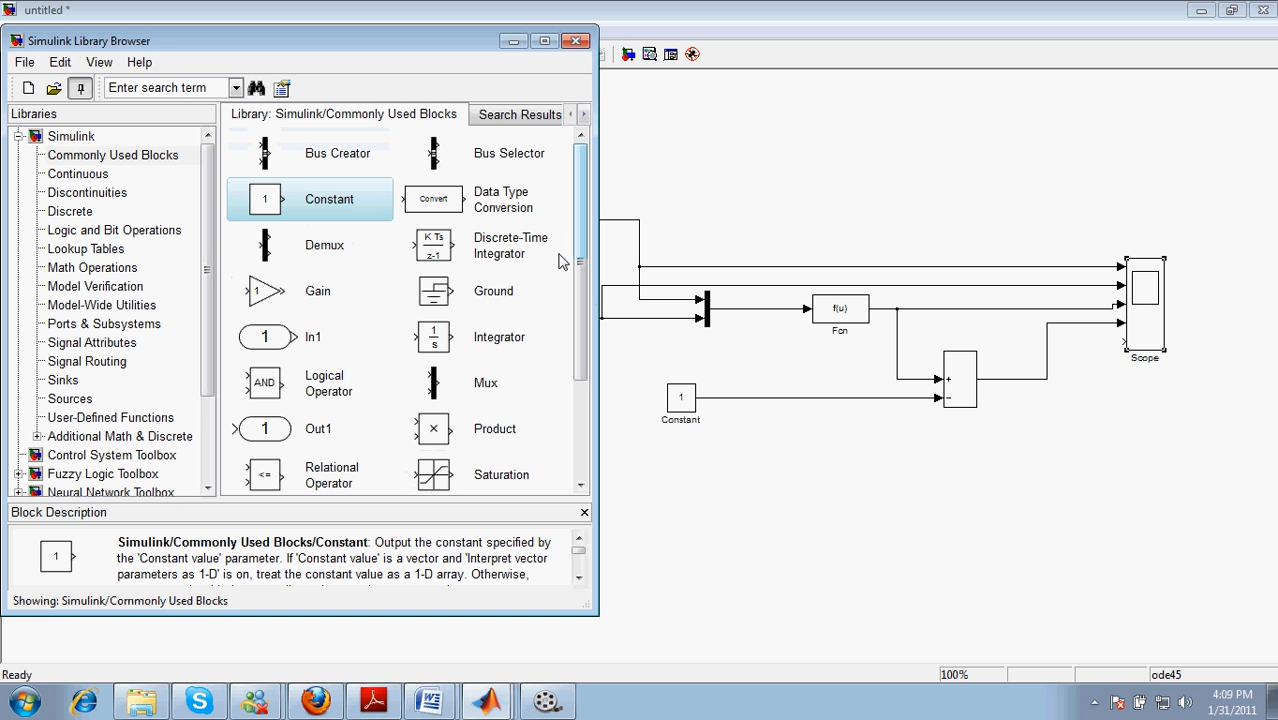 untitled *
Simulink Library Browser
File Edit View Help
Enter search term
Libraries
Library: Simulink/Commonly Used Blocks
Search Results
Simulink
Commonly Used Blocks
Continuous
Discontinuities
Discrete
Logic and Bit Operations
Lookup Tables
Math Operations
Model Verification
Model-Wide Utilities
Ports & Subsystems
Signal Attributes
Signal Routing
Sinks
Sources
User-Defined Functions
Additional Math & Discrete
Control System Toolbox
Fuzzy Logic Toolbox
Neural Network Toolbox
Bus Creator
Bus Selector
1
Constant
Convert
Data Type
Conversion
Demux
K Ts
z-1
Discrete-Time
Integrator
1
Gain
Ground
1
In1
1
s
Integrator
AND
Logical
Operator
Mux
1
Out1
×
Product
<=
Relational
Operator
Saturation
Block Description
1
Simulink/Commonly Used Blocks/Constant: Output the constant specified by
the 'Constant value' parameter. If 'Constant value' is a vector and 'Interpret vector
parameters as 1-D' is on, treat the constant value as a 1-D array. Otherwise,
Showing: Simulink/Commonly Used Blocks
f(u)
Fcn
Scope
1
Constant
+
−
Ready
100%
ode45
4:09 PM
1/31/2011